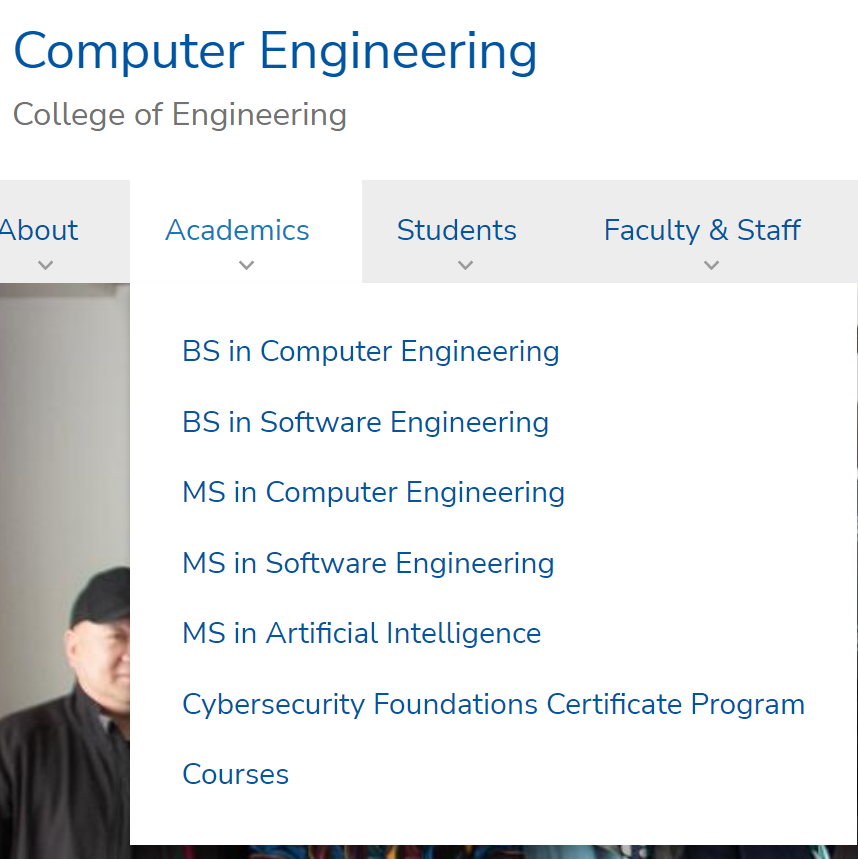 Computer Engineering
College of Engineering
About
Academics
Students
Faculty & Staff
BS in Computer Engineering
BS in Software Engineering
MS in Computer Engineering
MS in Software Engineering
MS in Artificial Intelligence
Cybersecurity Foundations Certificate Program
Courses